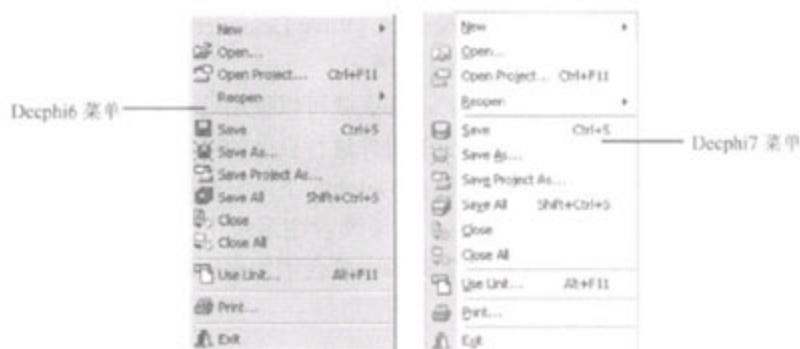 New
Open...
Open Project... Ctrl+F11
Reopen
Decphi6 菜单
Save Ctrl+S
Save As...
Save Project As...
Save All Shift+Ctrl+S
Close
Close All
Use Unit... Alt+F11
Print...
Exit
New
Open...
Open Project... Ctrl+F11
Reopen
Save Ctrl+S
Decphi7 菜单
Save As...
Save Project As...
Save All Shift+Ctrl+S
Close
Close All
Use Unit... Alt+F11
Print...
Exit